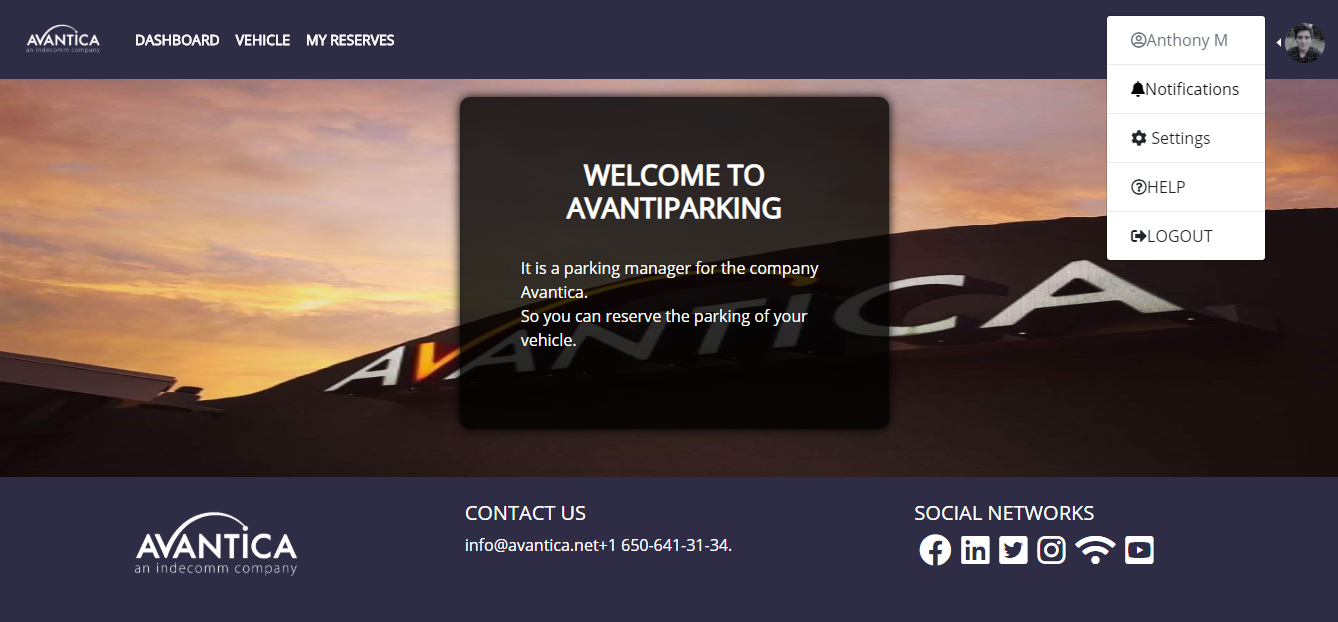 AVANTICA
an indecomm company
DASHBOARD VEHICLE MY RESERVES
Anthony M
Notifications
Settings
HELP
LOGOUT
WELCOME TO
AVANTIPARKING
It is a parking manager for the company
Avantica.
So you can reserve the parking of your
vehicle.
AVANTICA
AVANTICA
an indecomm company
CONTACT US
info@avantica.net+1 650-641-31-34.
SOCIAL NETWORKS